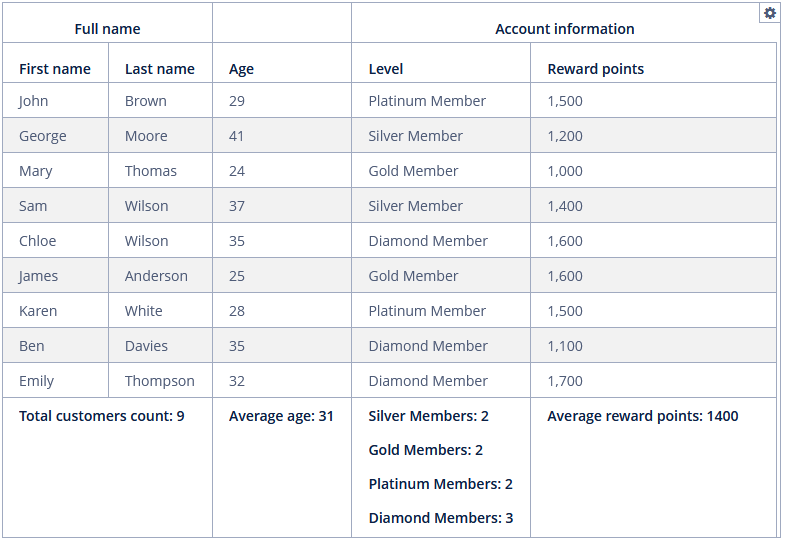 Full name Account information
First name Last name Age Level Reward points
John Brown 29 Platinum Member 1,500
George Moore 41 Silver Member 1,200
Mary Thomas 24 Gold Member 1,000
Sam Wilson 37 Silver Member 1,400
Chloe Wilson 35 Diamond Member 1,600
James Anderson 25 Gold Member 1,600
Karen White 28 Platinum Member 1,500
Ben Davies 35 Diamond Member 1,100
Emily Thompson 32 Diamond Member 1,700
Total customers count: 9 Average age: 31 Silver Members: 2 Average reward points: 1400
Gold Members: 2
Platinum Members: 2
Diamond Members: 3